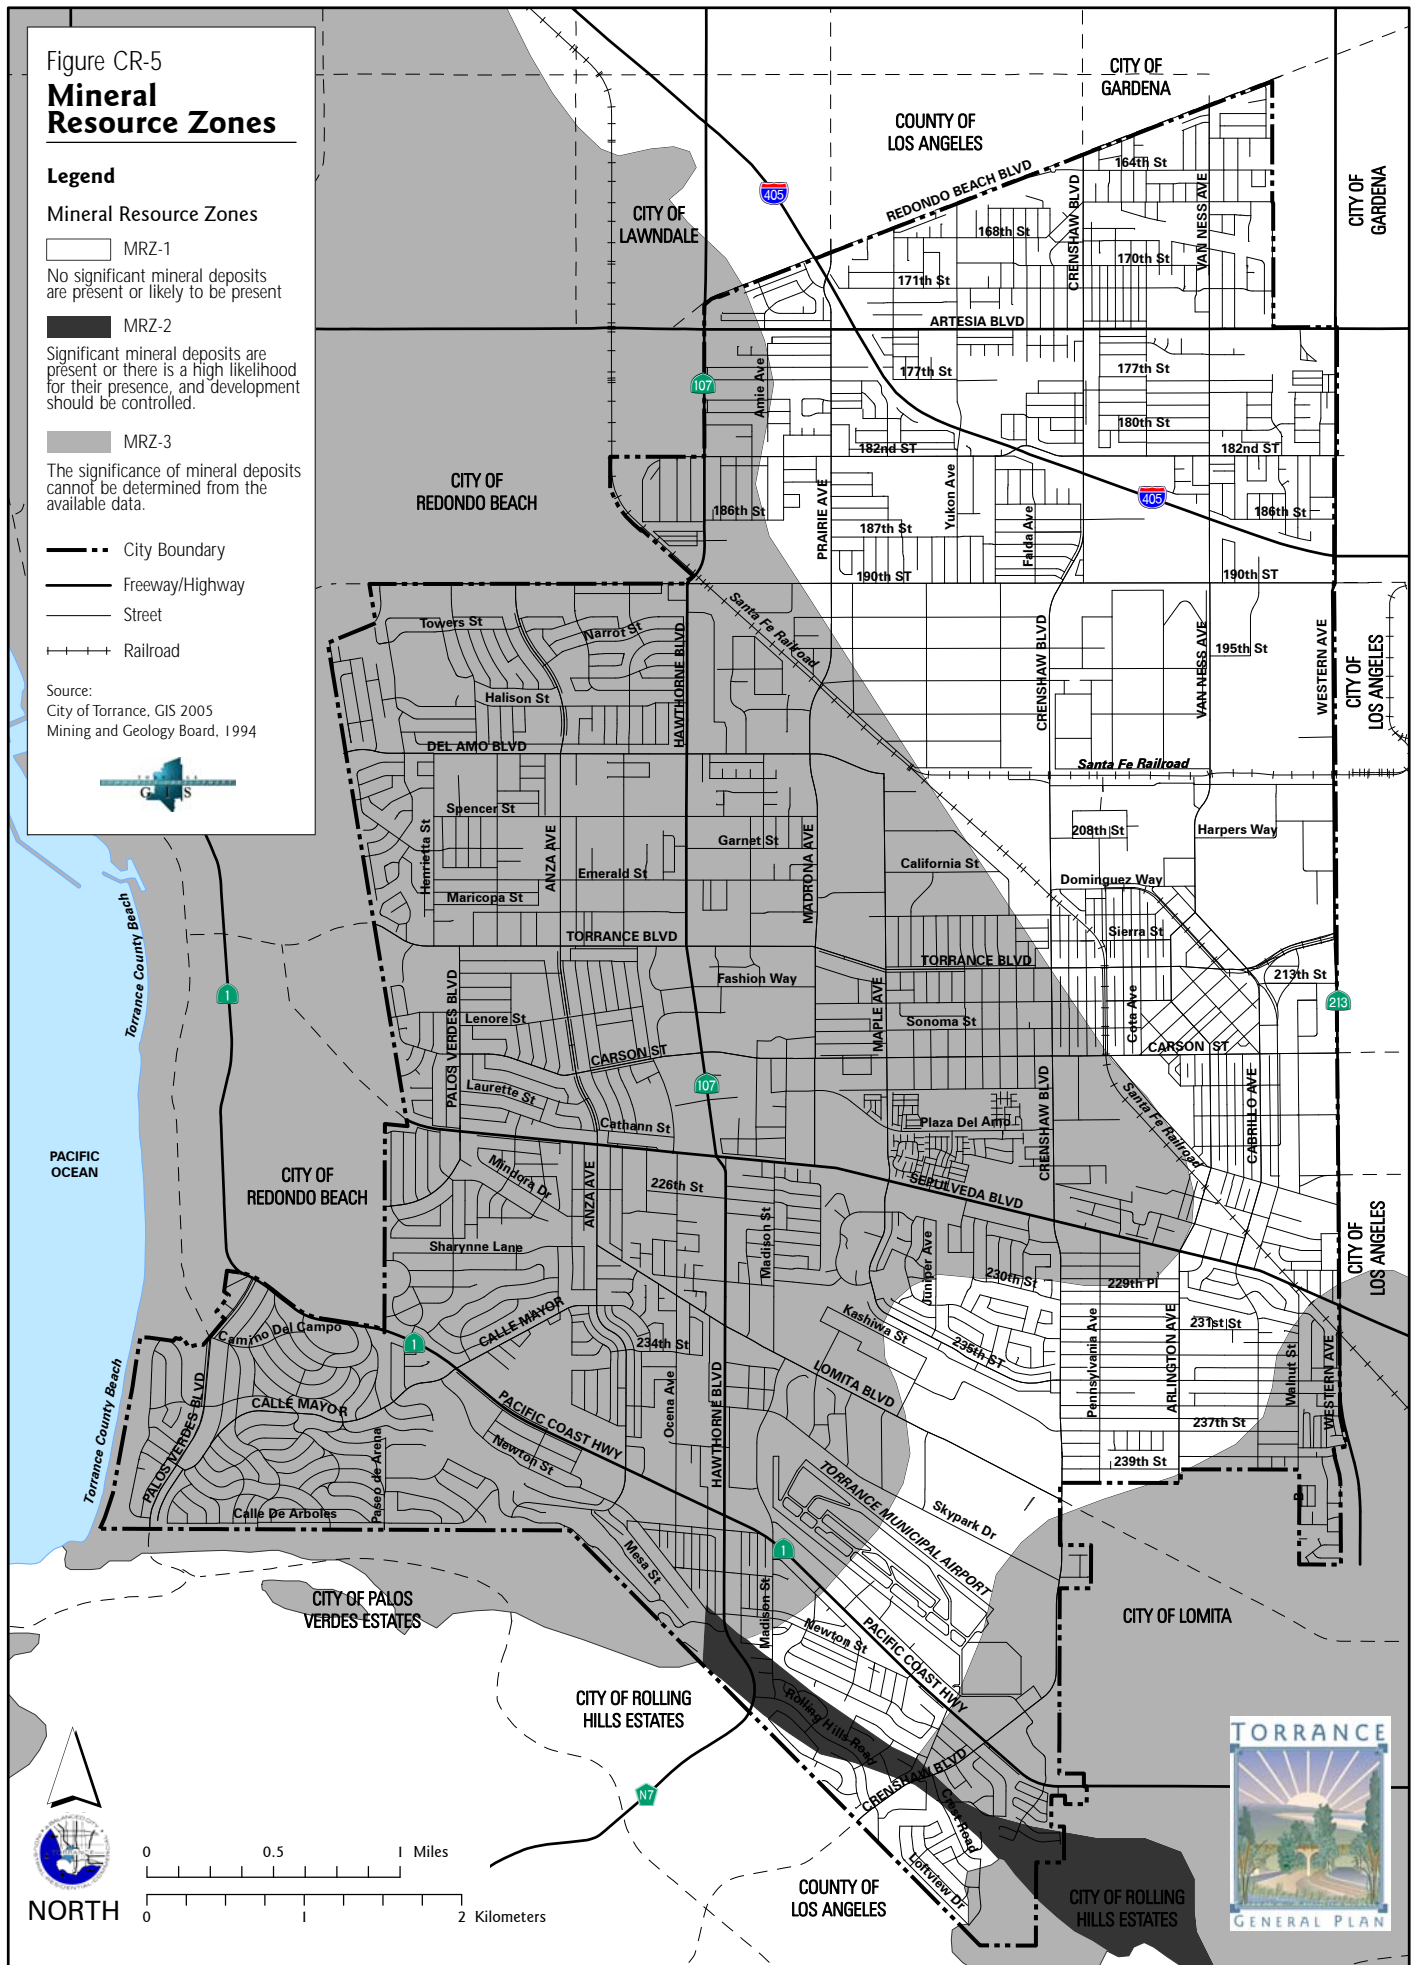 Figure CR-5
Mineral
Resource Zones
Legend
Mineral Resource Zones
MRZ-1
No significant mineral deposits
are present or likely to be present
MRZ-2
Significant mineral deposits are
present or there is a high likelihood
for their presence, and development
should be controlled.
MRZ-3
The significance of mineral deposits
cannot be determined from the
available data.
City Boundary
Freeway/Highway
Street
Railroad
Source:
City of Torrance, GIS 2005
Mining and Geology Board, 1994
G I S
CITY OF
GARDENA
COUNTY OF
LOS ANGELES
CITY OF
GARDENA
CITY OF
LAWNDALE
405
REDONDO BEACH BLVD
164th St
CRENSHAW BLVD
VAN NESS AVE
168th St
170th St
171th St
ARTESIA BLVD
107
Amie Ave
177th St
177th St
180th St
182nd ST
182nd ST
CITY OF
REDONDO BEACH
186th St
PRAIRIE AVE
187th St
Yukon Ave
Falda Ave
405
186th St
190th ST
190th ST
Towers St
Narrot St
HAWTHORNE BLVD
Santa Fe Railroad
CRENSHAW BLVD
VAN NESS AVE
195th St
WESTERN AVE
CITY OF
LOS ANGELES
Halison St
DEL AMO BLVD
Santa Fe Railroad
Spencer St
Henrietta St
ANZA AVE
Garnet St
MADRONA AVE
208th St
Harpers Way
California St
Emerald St
Dominguez Way
Maricopa St
Torrance County Beach
TORRANCE BLVD
Sierra St
TORRANCE BLVD
1
PALOS VERDES BLVD
Fashion Way
MAPLE AVE
213th St
213
Lenore St
Sonoma St
Cota Ave
CARSON ST
CARSON ST
107
Laurette St
Cathann St
Plaza Del Amo
CRENSHAW BLVD
Santa Fe Railroad
CABRILLO AVE
PACIFIC
OCEAN
CITY OF
REDONDO BEACH
Mindora Dr
ANZA AVE
226th St
SEPULVEDA BLVD
Madison St
Sharynne Lane
Juniper Ave
230th St
229th Pl
CITY OF
LOS ANGELES
Camino Del Campo
1
CALLE MAYOR
234th St
Kashiwa St
235th ST
Pennsylvania Ave
ARLINGTON AVE
231st St
Walnut St
WESTERN AVE
Torrance County Beach
PALOS VERDES BLVD
CALLE MAYOR
Paseo de Arena
PACIFIC COAST HWY
Newton St
Ocena Ave
HAWTHORNE BLVD
LOMITA BLVD
237th St
239th St
Calle De Arboles
TORRANCE MUNICIPAL AIRPORT
Skypark Dr
1
Mesa St
Madison St
CITY OF PALOS
VERDES ESTATES
Newton St
PACIFIC COAST HWY
CITY OF LOMITA
CITY OF ROLLING
HILLS ESTATES
Rolling Hills Road
CRENSHAW BLVD
Crest Road
N7
Loftview Dr
COUNTY OF
LOS ANGELES
CITY OF ROLLING
HILLS ESTATES
NORTH
0 0.5 1 Miles
0 1 2 Kilometers
TORRANCE
GENERAL PLAN